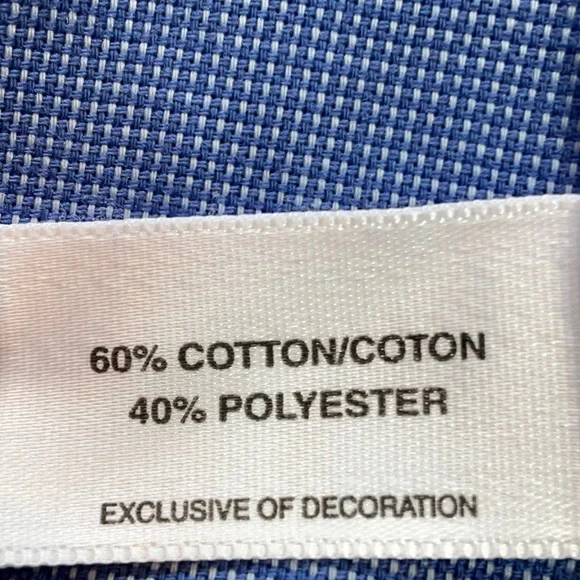 60% COTTON/COTON
40% POLYESTER
EXCLUSIVE OF DECORATION